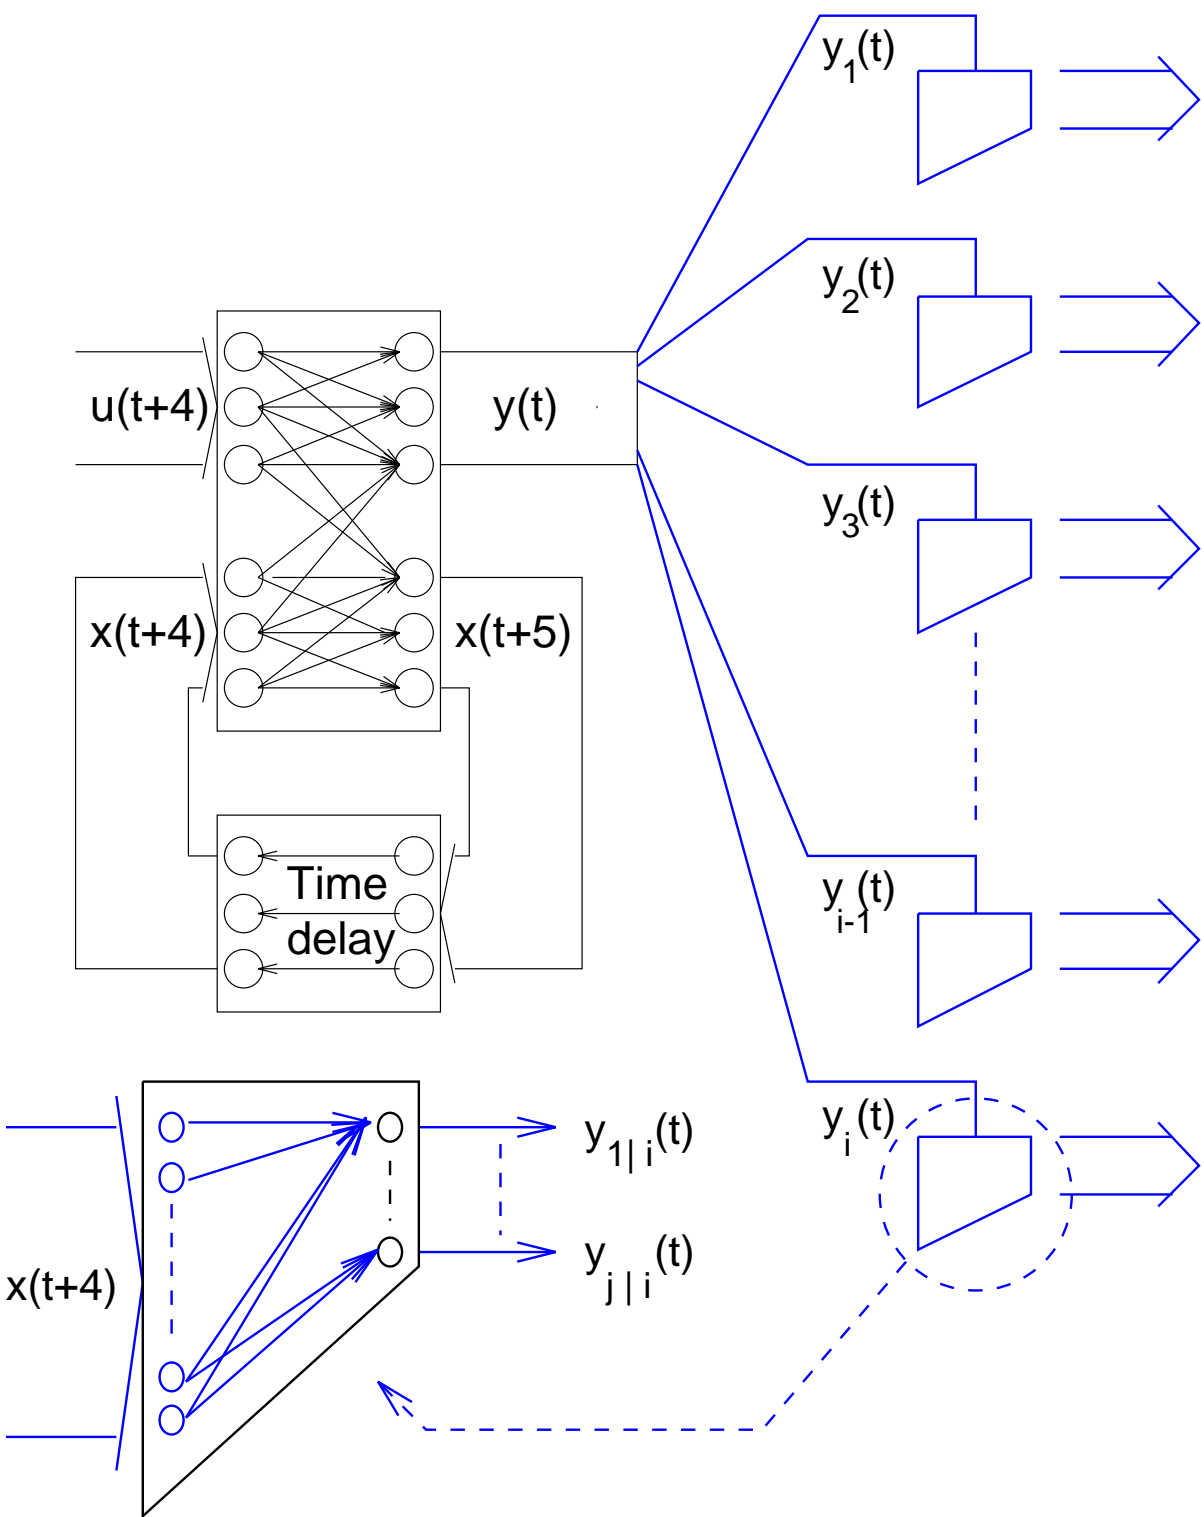 y1(t)
y2(t)
u(t+4)
y(t)
y3(t)
x(t+4)
x(t+5)
Time
delay
yi-1(t)
yi(t)
y1| i(t)
x(t+4)
yj | i(t)